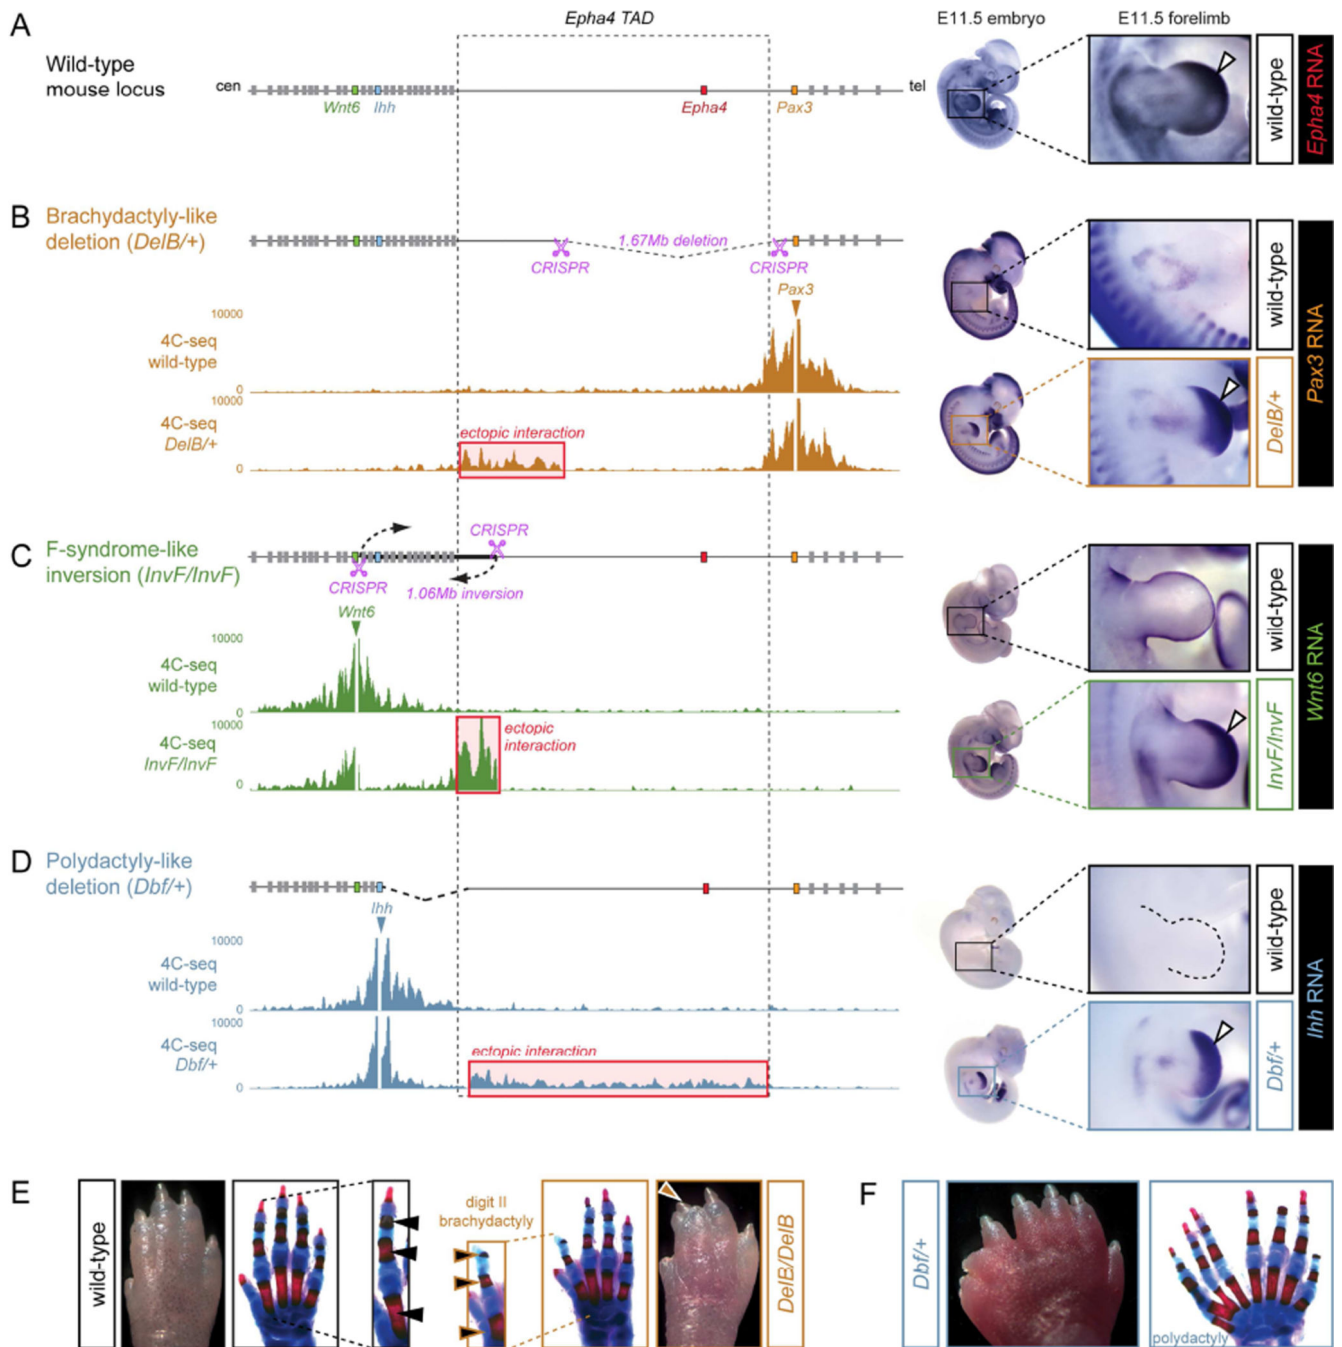 A
Epha4 TAD
E11.5 embryo
E11.5 forelimb
Wild-type
mouse locus
cen
tel
Wnt6
Ihh
Epha4
Pax3
wild-type
Epha4 RNA
B
Brachydactyly-like
deletion (DelB/+)
1.67Mb deletion
CRISPR
CRISPR
Pax3
10000
4C-seq
wild-type
0
10000
4C-seq
DelB/+
0
ectopic interaction
wild-type
DelB/+
Pax3 RNA
C
F-syndrome-like
inversion (InvF/InvF)
CRISPR
CRISPR
1.06Mb inversion
Wnt6
10000
4C-seq
wild-type
0
10000
4C-seq
InvF/InvF
0
ectopic
interaction
wild-type
InvF/InvF
Wnt6 RNA
D
Polydactyly-like
deletion (Dbf/+)
Ihh
10000
4C-seq
wild-type
0
10000
4C-seq
Dbf/+
0
ectopic interaction
wild-type
Dbf/+
Ihh RNA
E
wild-type
digit II
brachydactyly
DelB/DelB
F
Dbf/+
polydactyly